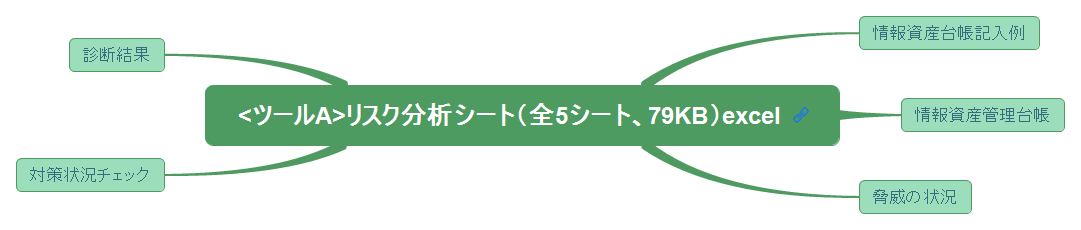 情報資産台帳記入例
診断結果
<ツールA>リスク分析シート（全5シート、79KB）excel
情報資産管理台帳
対策状況チェック
脅威の状況